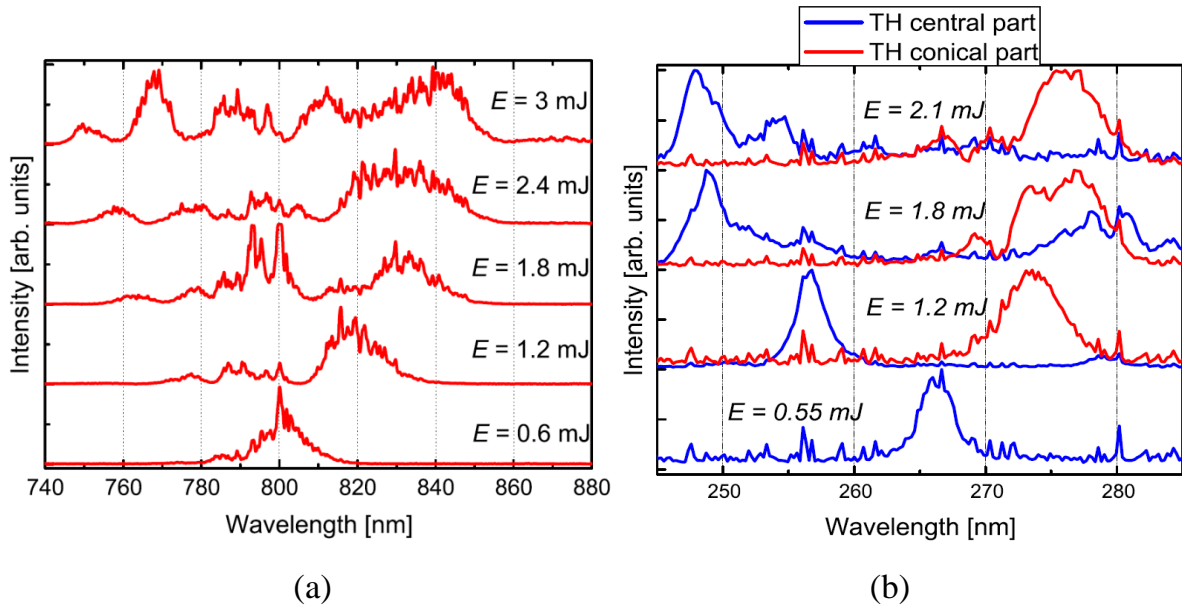 TH central part
TH conical part
Intensity [arb. units]
E = 3 mJ
E = 2.4 mJ
E = 1.8 mJ
E = 1.2 mJ
E = 0.6 mJ
740 760 780 800 820 840 860 880
Wavelength [nm]
(a)
Intensity [arb. units]
E = 2.1 mJ
E = 1.8 mJ
E = 1.2 mJ
E = 0.55 mJ
250 260 270 280
Wavelength [nm]
(b)